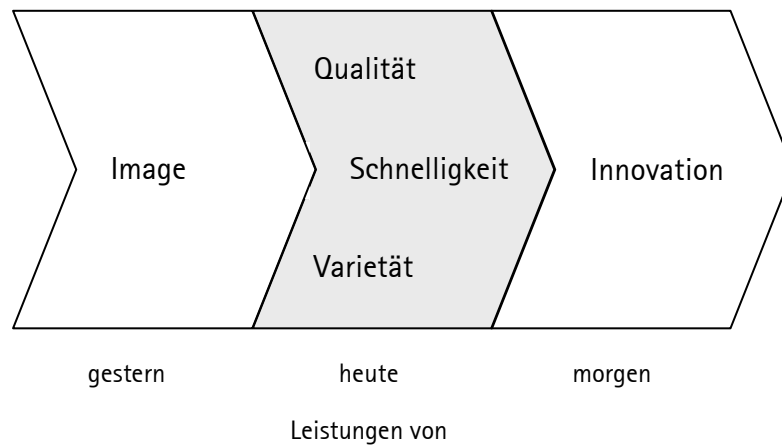 Qualität
Image
Schnelligkeit
Innovation
Varietät
gestern
heute
morgen
Leistungen von